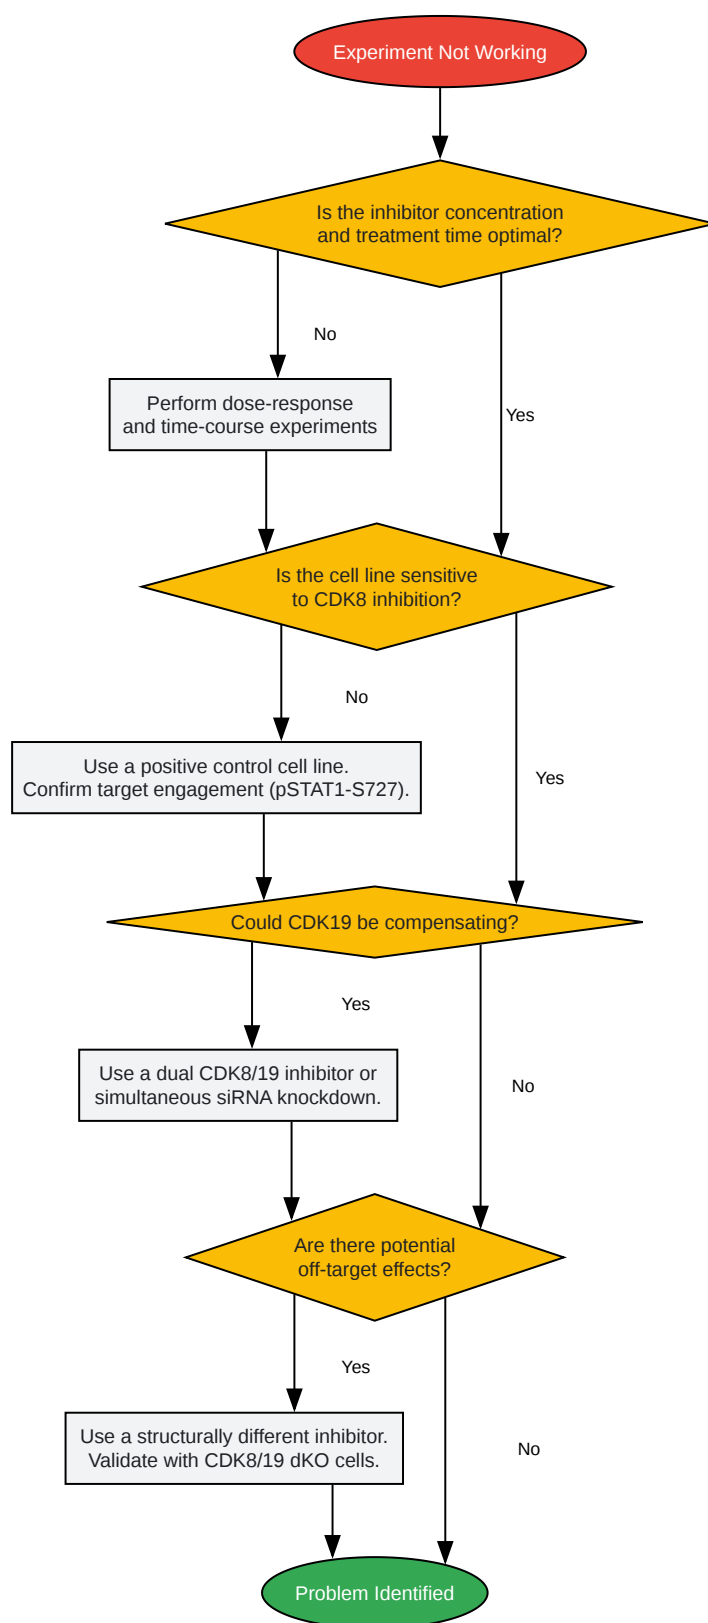 Experiment Not Working
Is the inhibitor concentration
and treatment time optimal?
No
Perform dose-response
and time-course experiments
Yes
Is the cell line sensitive
to CDK8 inhibition?
No
Use a positive control cell line.
Confirm target engagement (pSTAT1-S727).
Yes
Could CDK19 be compensating?
Yes
Use a dual CDK8/19 inhibitor or
simultaneous siRNA knockdown.
No
Are there potential
off-target effects?
Yes
Use a structurally different inhibitor.
Validate with CDK8/19 dKO cells.
No
Problem Identified